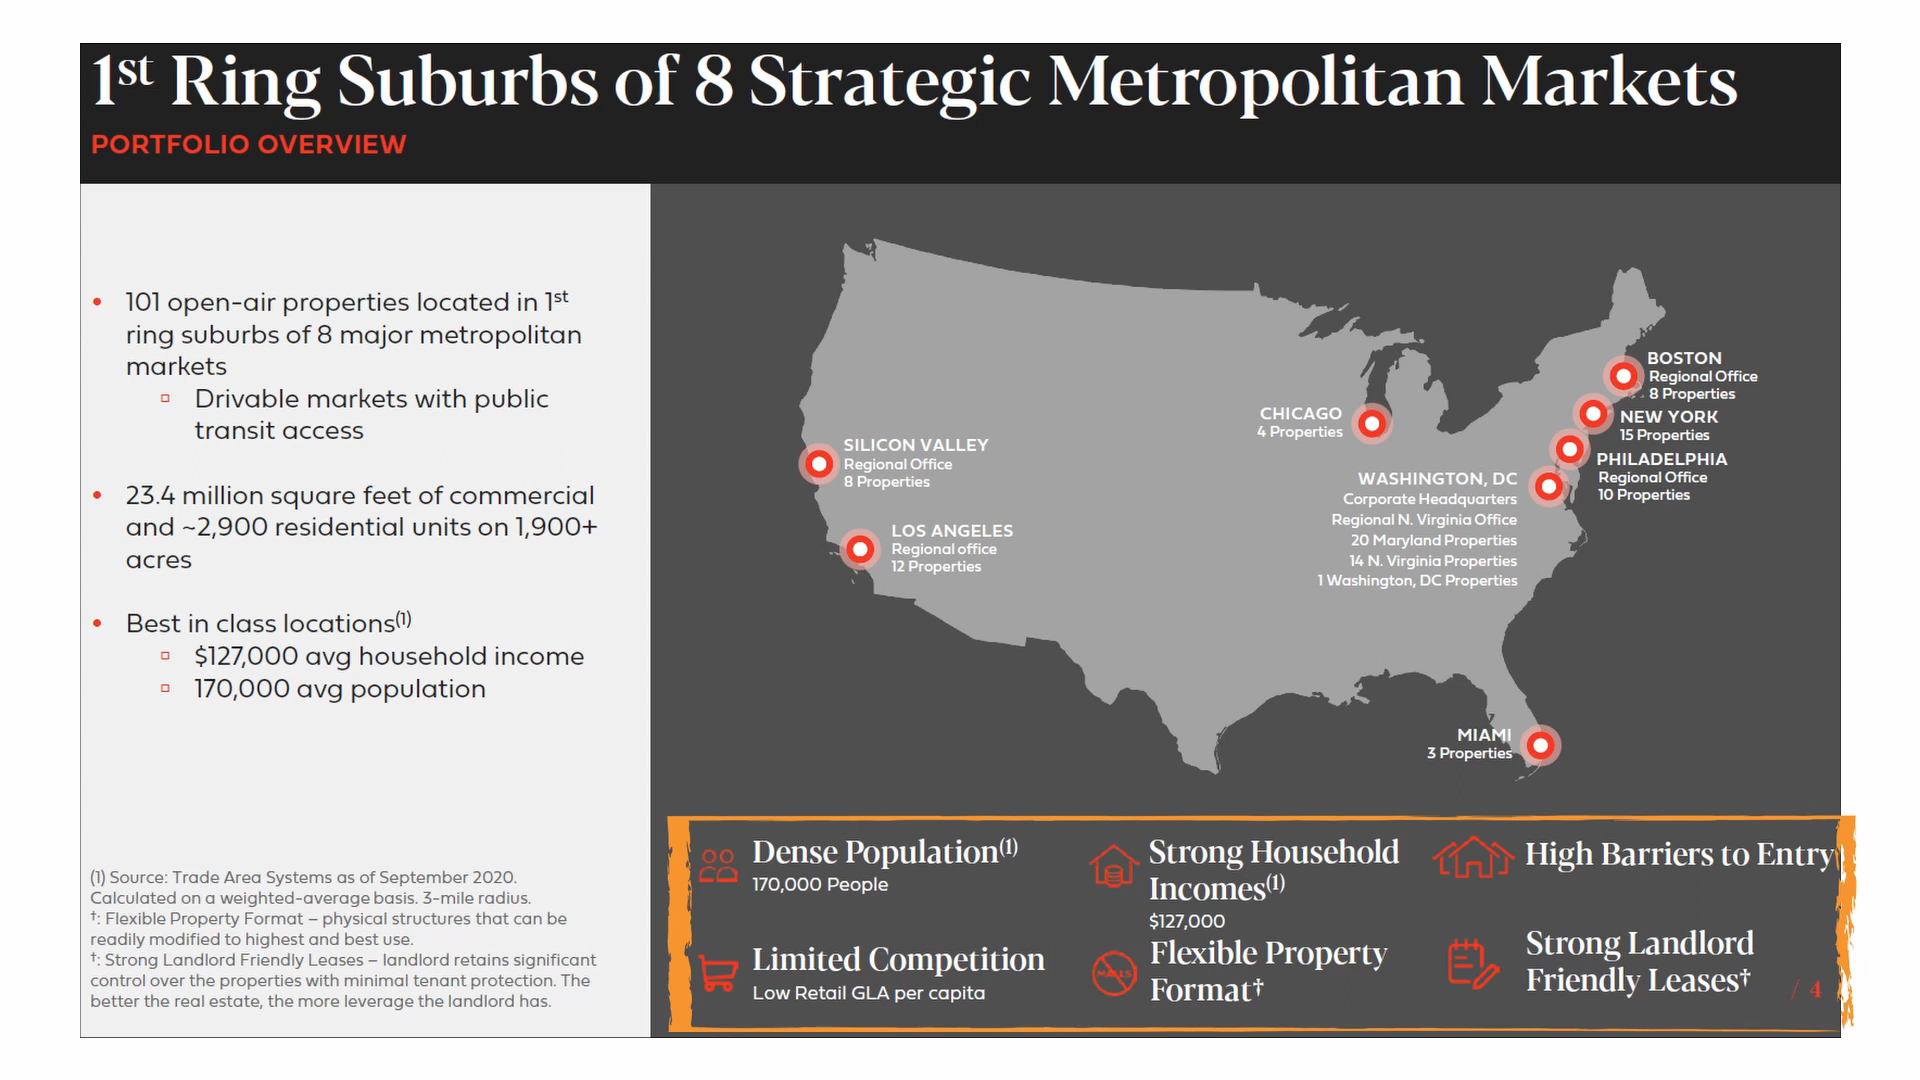 1st Ring Suburbs of 8 Strategic Metropolitan Markets
PORTFOLIO OVERVIEW
• 101 open-air properties located in 1st
ring suburbs of 8 major metropolitan
markets
▫ Drivable markets with public
transit access
• 23.4 million square feet of commercial
and ~2,900 residential units on 1,900+
acres
• Best in class locations(1)
▫ $127,000 avg household income
▫ 170,000 avg population
(1) Source: Trade Area Systems as of September 2020.
Calculated on a weighted-average basis. 3-mile radius.
†: Flexible Property Format – physical structures that can be
readily modified to highest and best use.
†: Strong Landlord Friendly Leases – landlord retains significant
control over the properties with minimal tenant protection. The
better the real estate, the more leverage the landlord has.
SILICON VALLEY
Regional Office
8 Properties
LOS ANGELES
Regional office
12 Properties
CHICAGO
4 Properties
BOSTON
Regional Office
8 Properties
NEW YORK
15 Properties
PHILADELPHIA
Regional Office
10 Properties
WASHINGTON, DC
Corporate Headquarters
Regional N. Virginia Office
20 Maryland Properties
14 N. Virginia Properties
1 Washington, DC Properties
MIAMI
3 Properties
Dense Population(1)
170,000 People
Strong Household
Incomes(1)
$127,000
High Barriers to Entry
Limited Competition
Low Retail GLA per capita
MALLS
Flexible Property
Format†
Strong Landlord
Friendly Leases†
/ 4